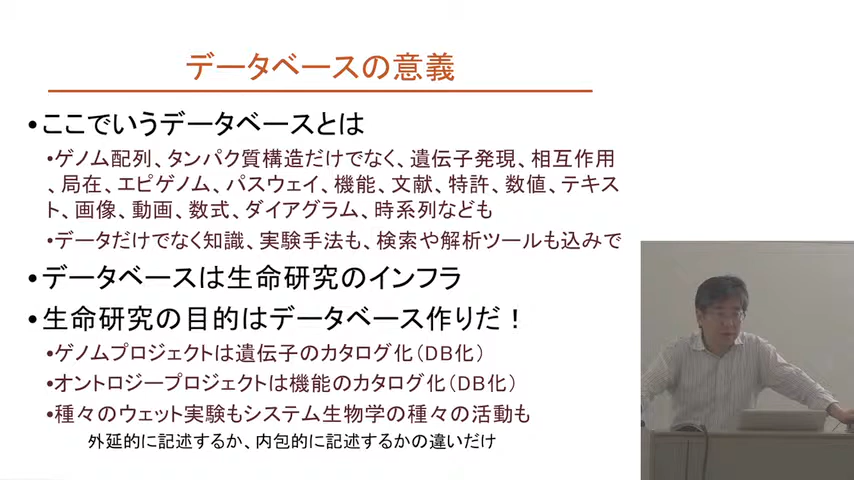 データベースの意義
•ここでいうデータベースとは
•ゲノム配列、タンパク質構造だけでなく、遺伝子発現、相互作用
、局在、エピゲノム、パスウェイ、機能、文献、特許、数値、テキス
ト、画像、動画、数式、ダイアグラム、時系列なども
•データだけでなく知識、実験手法も、検索や解析ツールも込みで
•データベースは生命研究のインフラ
•生命研究の目的はデータベース作りだ！
•ゲノムプロジェクトは遺伝子のカタログ化（DB化）
•オントロジープロジェクトは機能のカタログ化（DB化）
•種々のウェット実験もシステム生物学の種々の活動も
外延的に記述するか、内包的に記述するかの違いだけ